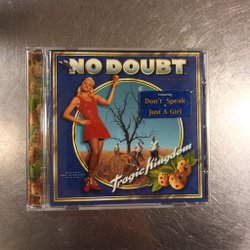 NO DOUBT
Featuring
Don't Speak
Just A Girl
Tragic Kingdom